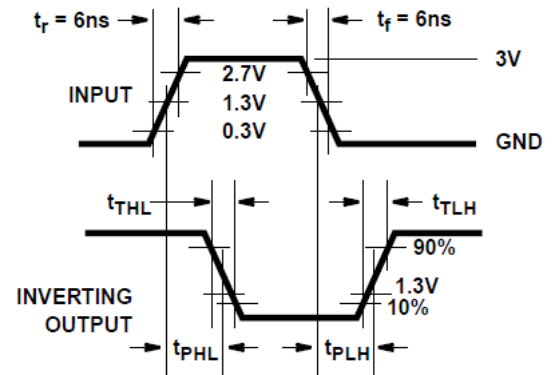 tr = 6ns
tf = 6ns
3V
2.7V
INPUT
1.3V
0.3V
GND
tTHL
tTLH
90%
1.3V
INVERTING
OUTPUT
10%
tPHL
tPLH